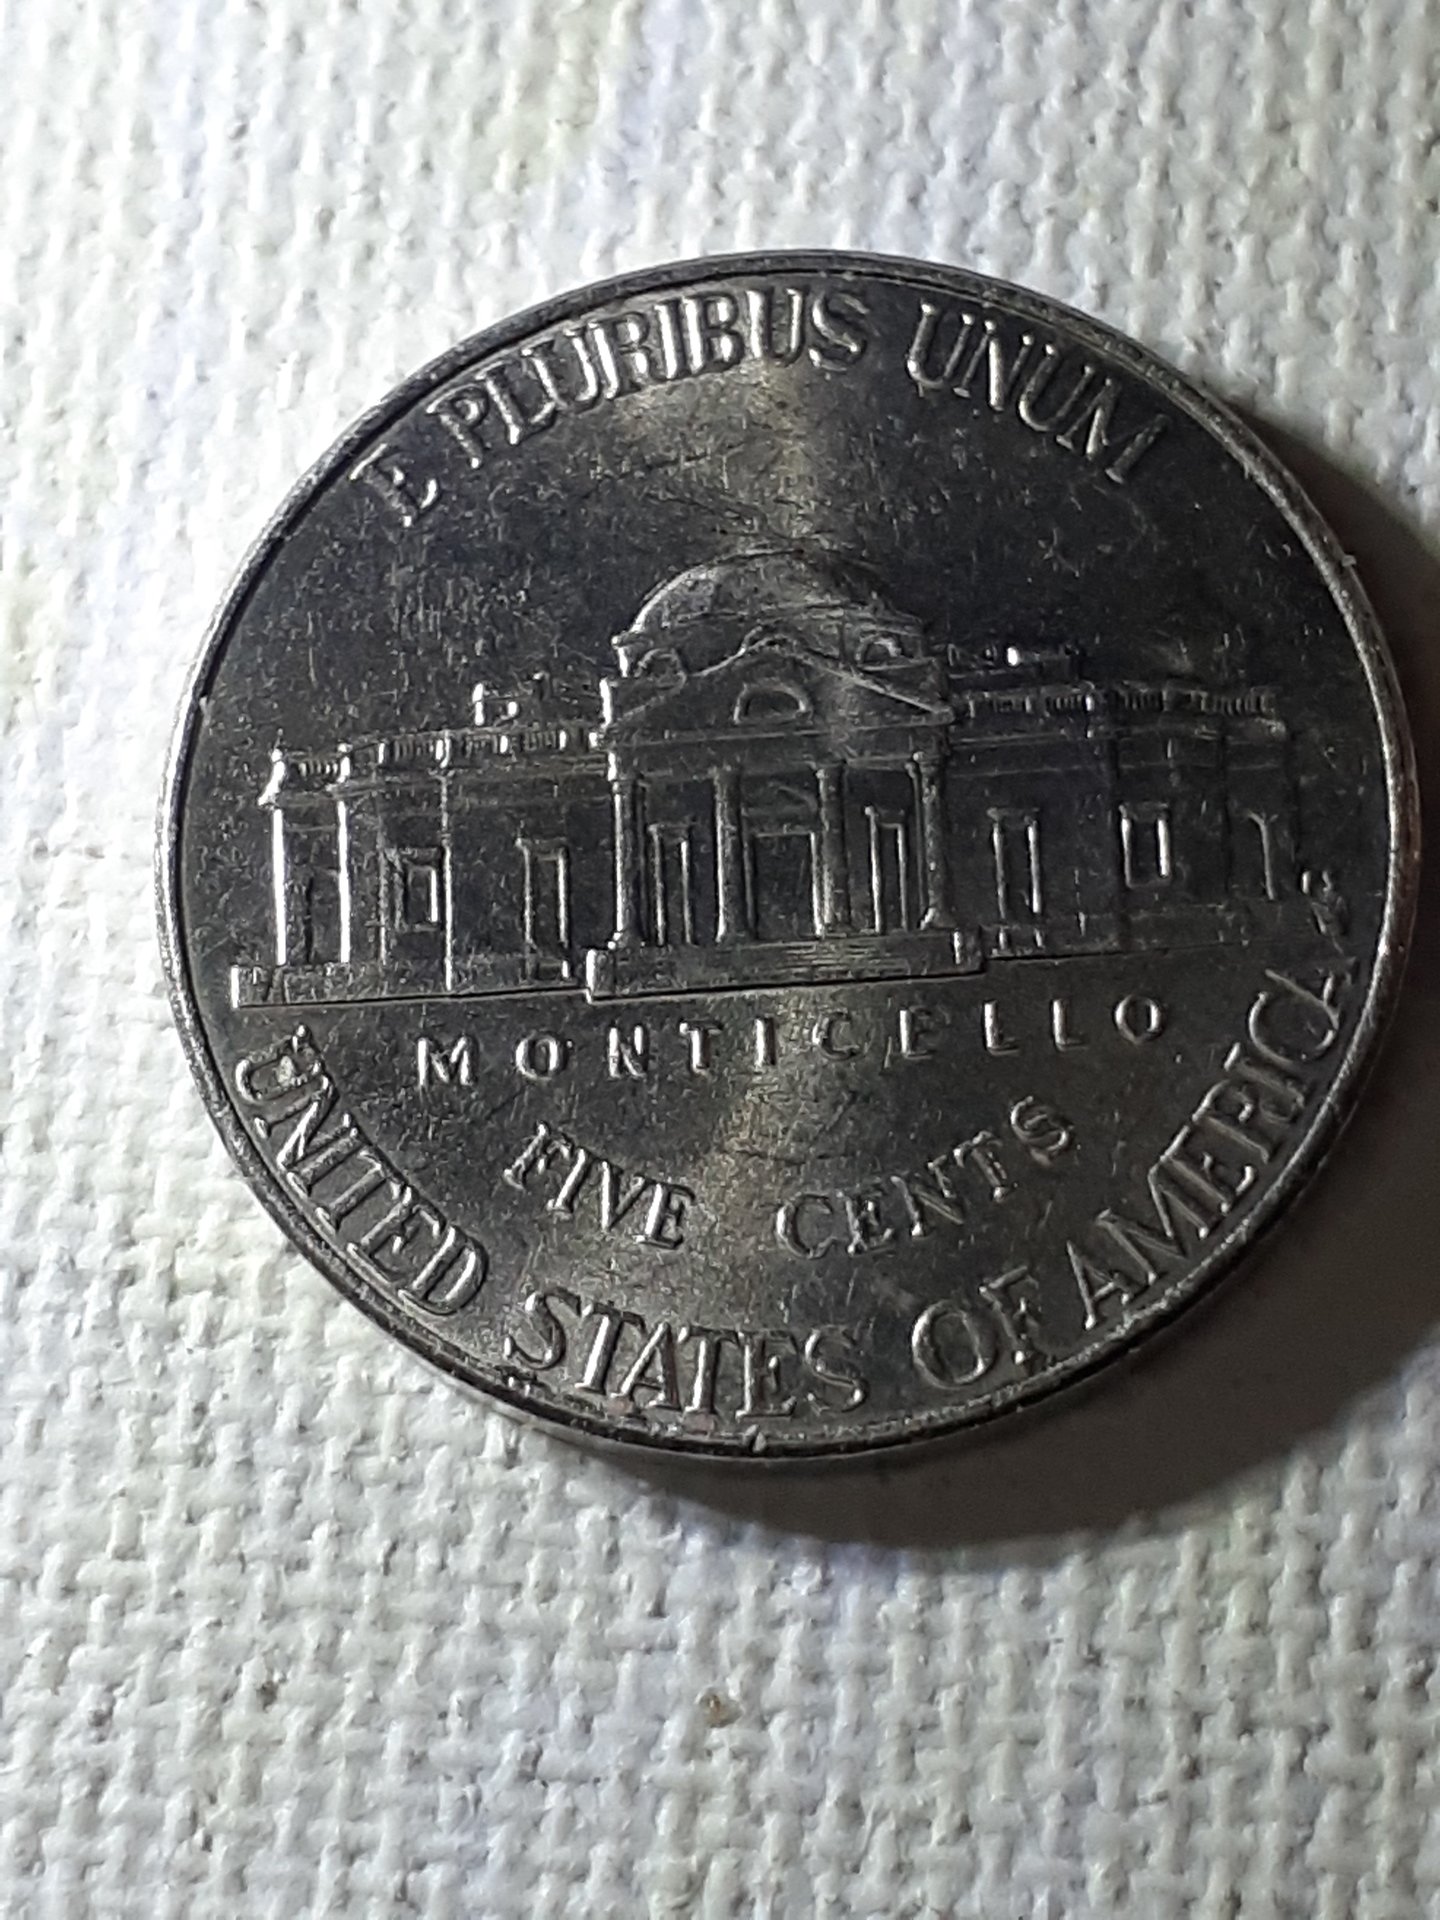 E PLURIBUS UNUM
MONTICELLO
FIVE CENTS
UNITED STATES OF AMERICA